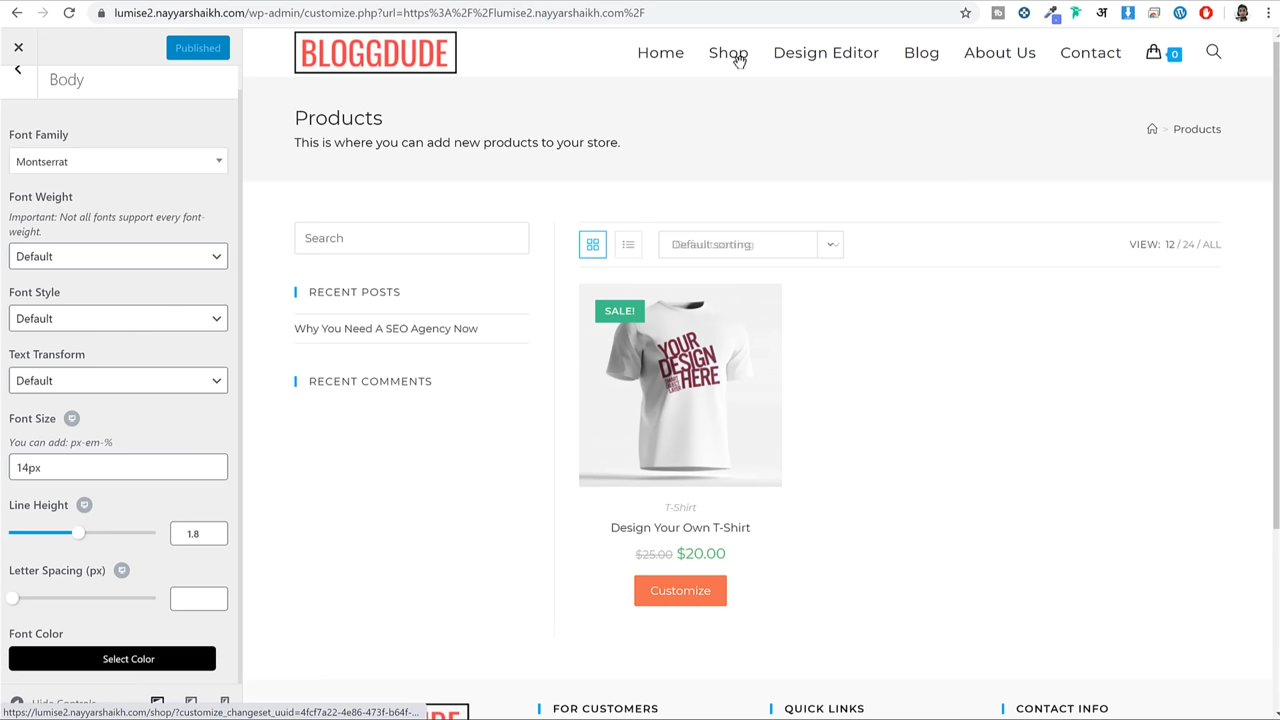 lumise2.nayyarshaikh.com/wp-admin/customize.php?url=https%3A%2F%2Flumise2.nayyarshaikh.com%2F
Published
Body
Font Family
Montserrat
Font Weight
Important: Not all fonts support every font-
weight.
Default
Font Style
Default
Text Transform
Default
Font Size
You can add: px-em-%
14px
Line Height
1.8
Letter Spacing (px)
Font Color
Select Color
Hide Controls
https://lumise2.nayyarshaikh.com/shop/?customize_changeset_uuid=4fcf7a22-4e86-473f-b64f-...
BLOGGDUDE
Home Shop Design Editor Blog About Us Contact 0
Products
This is where you can add new products to your store.
> Products
Search
RECENT POSTS
Why You Need A SEO Agency Now
RECENT COMMENTS
Default sorting
VIEW: 12 / 24 / ALL
SALE!
YOUR
DESIGN
HERE
T-Shirt
Design Your Own T-Shirt
$25.00 $20.00
Customize
FOR CUSTOMERS
QUICK LINKS
CONTACT INFO